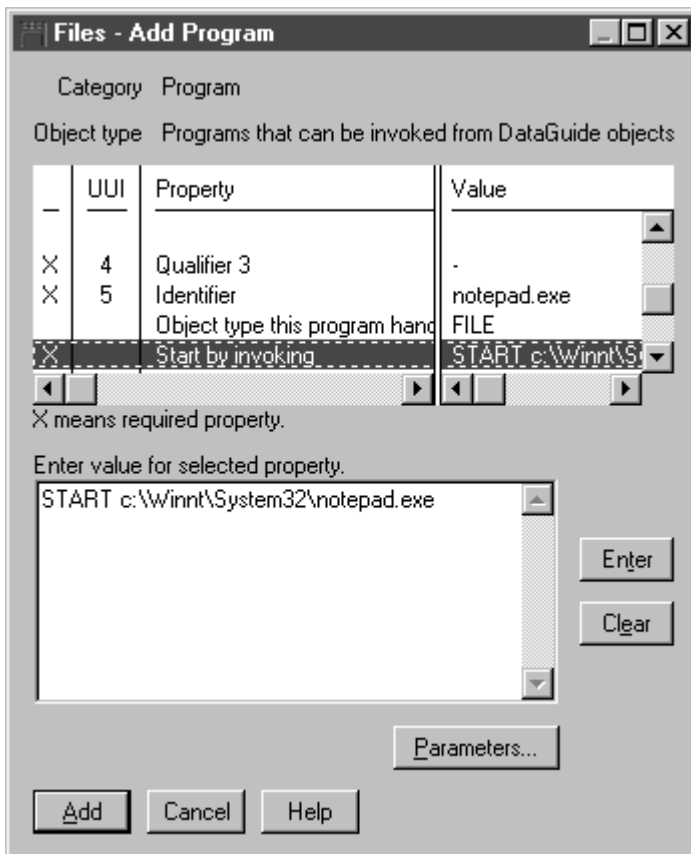 Files - Add Program
Category Program
Object type Programs that can be invoked from DataGuide objects
_ UUI Property Value
X 4 Qualifier 3 -
X 5 Identifier notepad.exe
Object type this program hand FILE
X Start by invoking START c:\Winnt\S
X means required property.
Enter value for selected property.
START c:\Winnt\System32\notepad.exe
Enter
Clear
Parameters...
Add Cancel Help